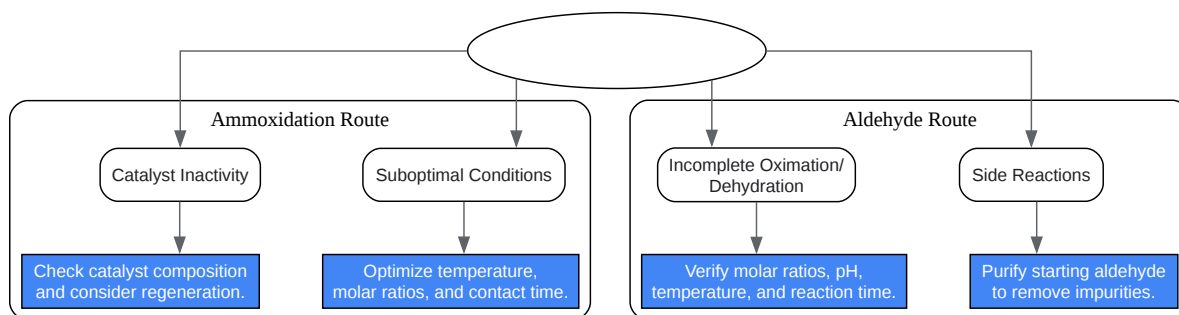 Ammoxidation Route
Aldehyde Route
Catalyst Inactivity
Suboptimal Conditions
Incomplete Oximation/
Dehydration
Side Reactions
Check catalyst composition
and consider regeneration.
Optimize temperature,
molar ratios, and contact time.
Verify molar ratios, pH,
temperature, and reaction time.
Purify starting aldehyde
to remove impurities.